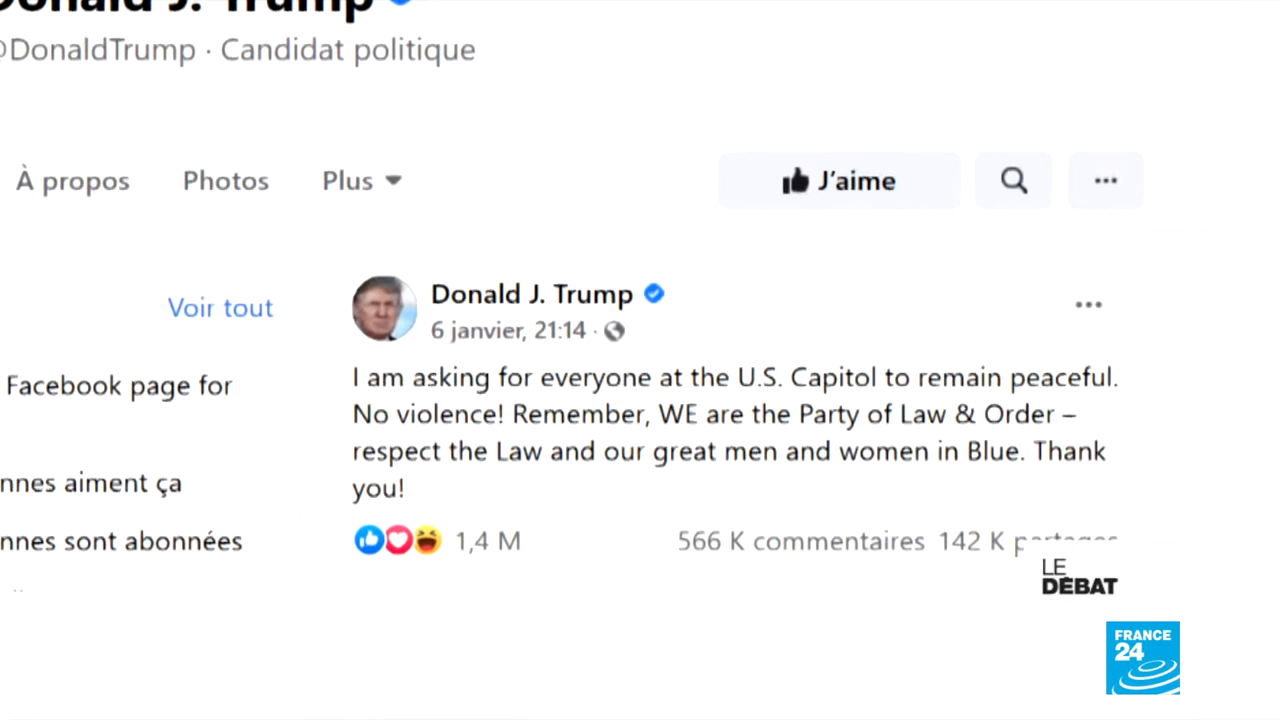 Donald J. Trump
@DonaldTrump · Candidat politique
À propos
Photos
Plus
J'aime
Voir tout
Facebook page for
nnes aiment ça
nnes sont abonnées
Donald J. Trump
6 janvier, 21:14 ·
I am asking for everyone at the U.S. Capitol to remain peaceful.
No violence! Remember, WE are the Party of Law & Order –
respect the Law and our great men and women in Blue. Thank
you!
1,4 M
566 K commentaires 142 K partages
LE
DÉBAT
FRANCE
24